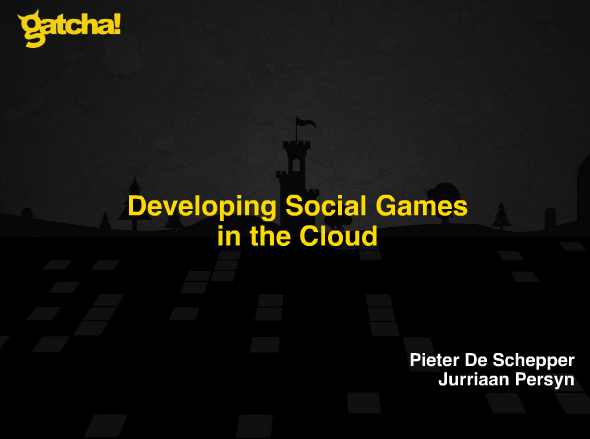 gatcha!
Developing Social Games
in the Cloud
Pieter De Schepper
Jurriaan Persyn